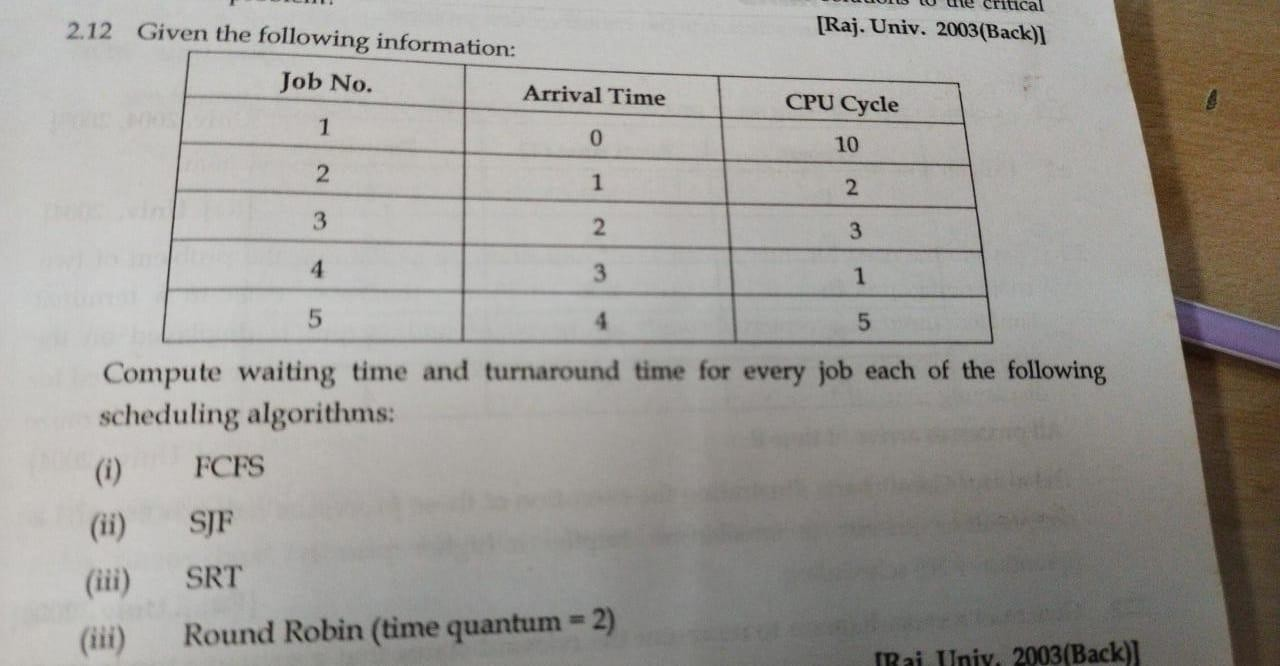 the critical
[Raj. Univ. 2003(Back)]
2.12 Given the following information:
Job No. Arrival Time CPU Cycle
1 0 10
2 1 2
3 2 3
4 3 1
5 4 5
Compute waiting time and turnaround time for every job each of the following
scheduling algorithms:
(i) FCFS
(ii) SJF
(iii) SRT
(iii) Round Robin (time quantum = 2)
[Raj. Univ. 2003(Back)]